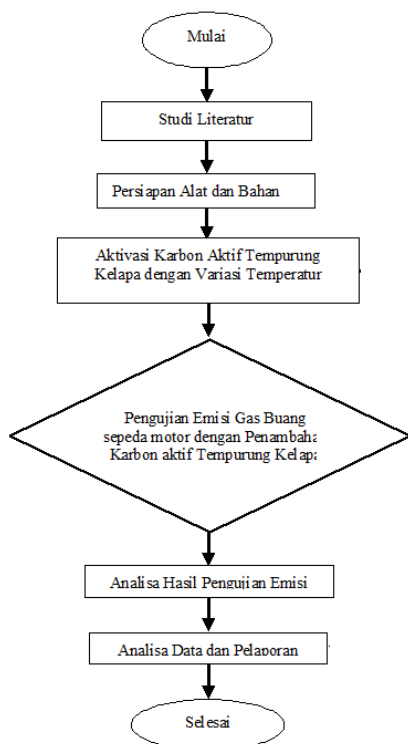 Mulai
Studi Literatur
Persiapan Alat dan Bahan
Aktivasi Karbon Aktif Tempurung
Kelapa dengan Variasi Temperatur
Pengujian Emisi Gas Buang
sepeda motor dengan Penambaha
Karbon aktif Tempurung Kelapa
Analisa Hasil Pengujian Emisi
Analisa Data dan Pelaporan
Selesai